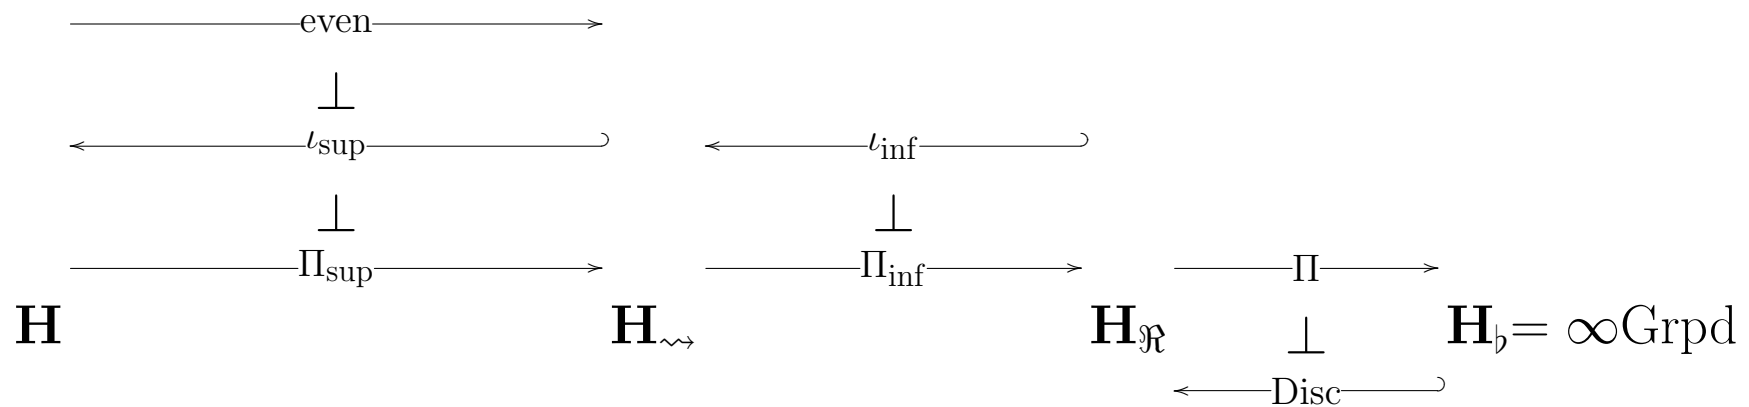 even
⊥
ι_sup ι_inf
⊥ ⊥
Π_sup Π_inf Π
H H_⇝ H_ℜ ⊥ H_♭ = ∞Grpd
Disc